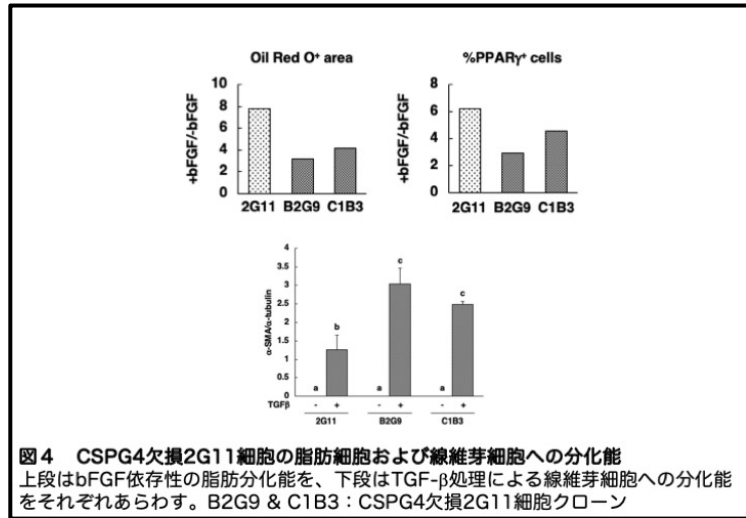 Oil Red O⁺ area
%PPARγ⁺ cells
+bFGF/-bFGF
10
8
6
4
2
0
2G11 B2G9 C1B3
+bFGF/-bFGF
8
6
4
2
0
2G11 B2G9 C1B3
α-SMA/α-tubulin
4
3.5
3
2.5
2
1.5
1
0.5
0
a b a c a c
TGFβ - + - + - +
2G11 B2G9 C1B3
図4 CSPG4欠損2G11細胞の脂肪細胞および線維芽細胞への分化能
上段はbFGF依存性の脂肪分化能を、下段はTGF-β処理による線維芽細胞への分化能
をそれぞれあらわす。B2G9 & C1B3：CSPG4欠損2G11細胞クローン